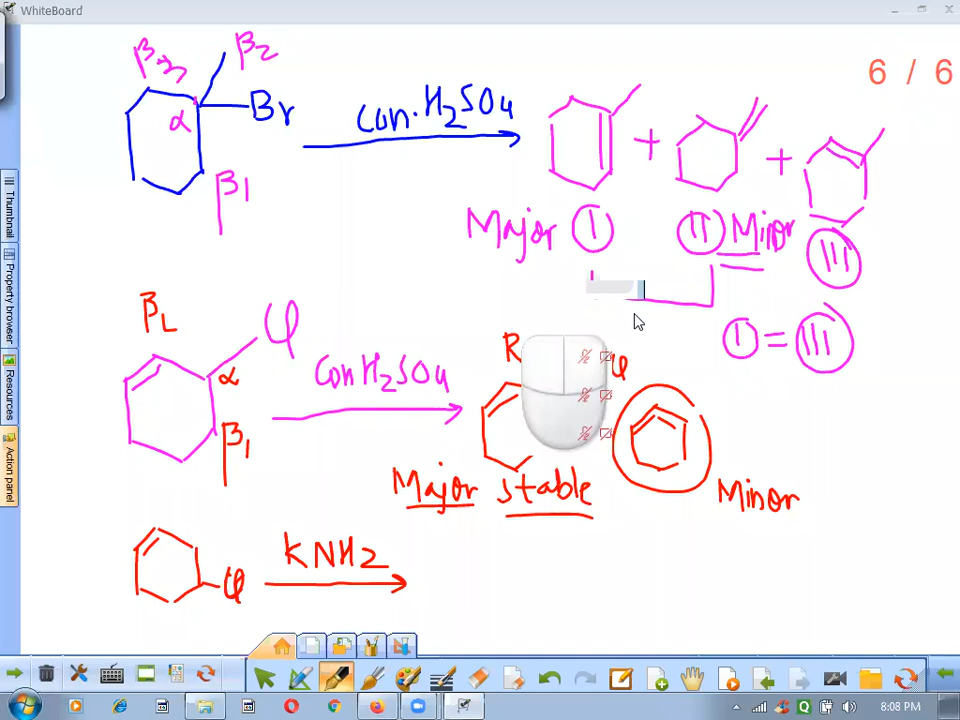 WhiteBoard
6 / 6
β3 β2
α Br
β1
Con. H2SO4
+ +
Major I II Minor III
I = III
β2
Cl
α
β1
Con H2SO4
Major stable
Minor
Cl
KNH2
Thumbnail
Property browser
Resources
Action panel
8:08 PM